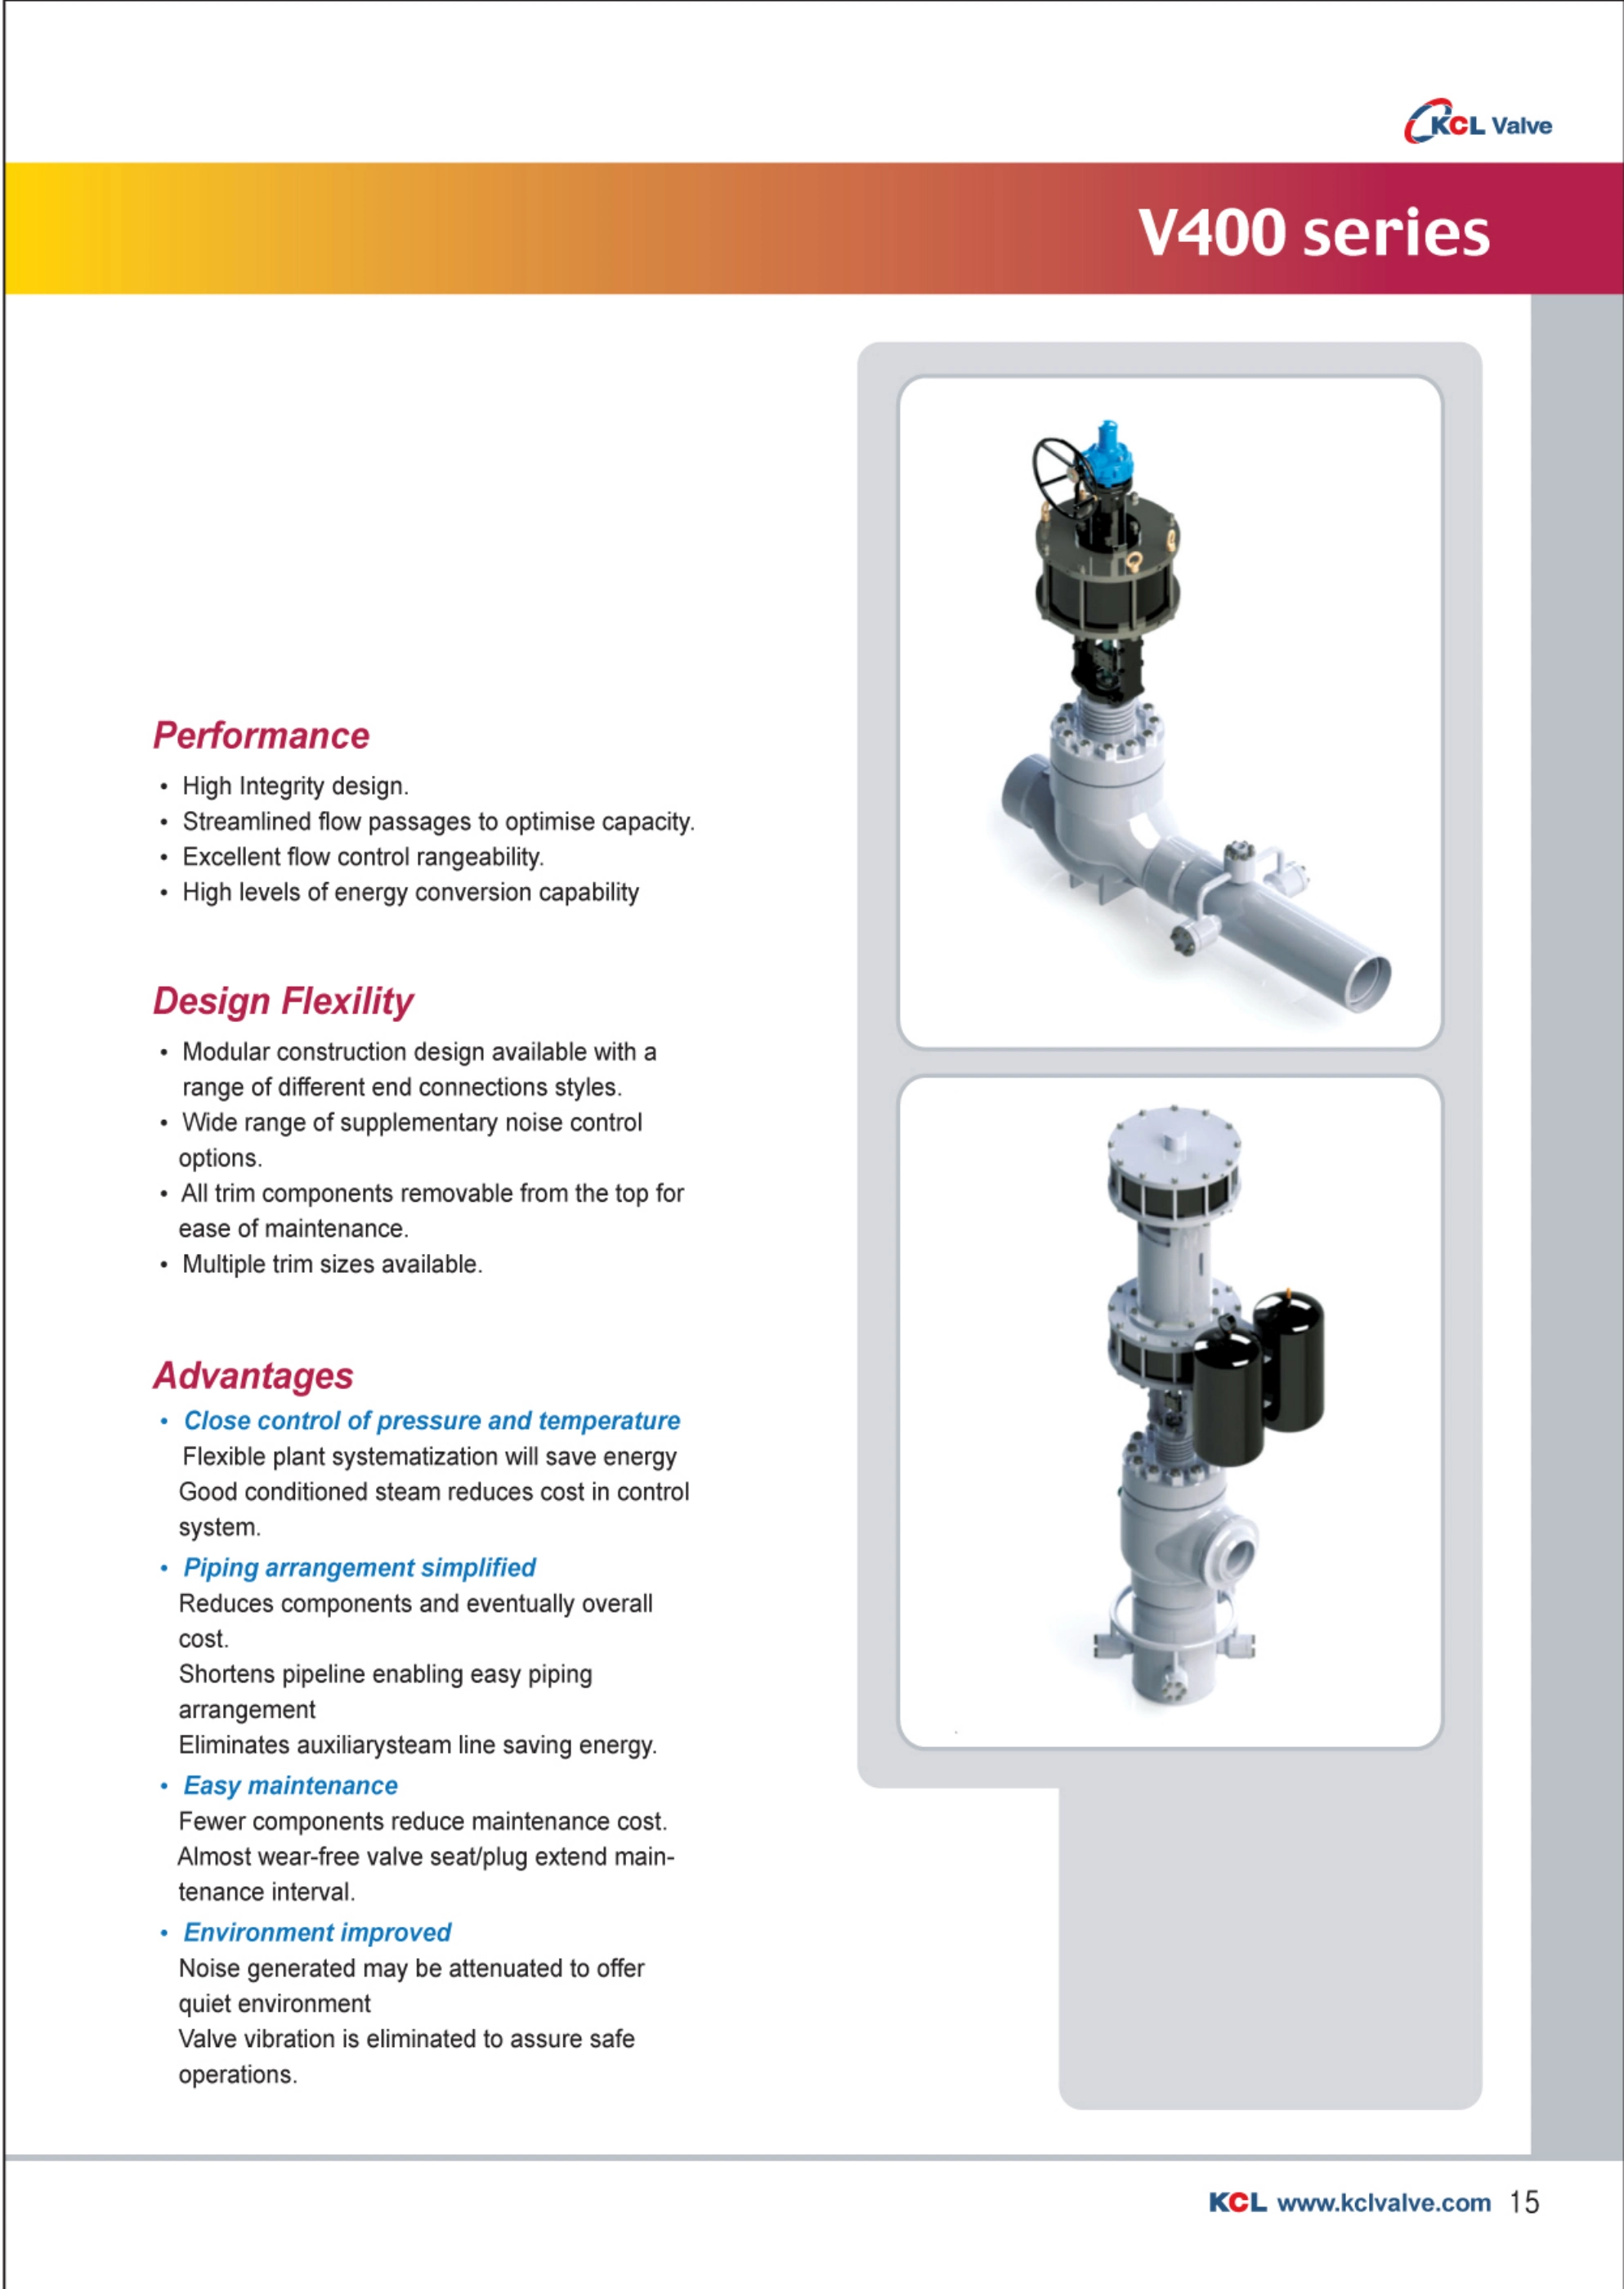 KCL Valve
V400 series
Performance
• High Integrity design.
• Streamlined flow passages to optimise capacity.
• Excellent flow control rangeability.
• High levels of energy conversion capability
Design Flexility
• Modular construction design available with a
range of different end connections styles.
• Wide range of supplementary noise control
options.
• All trim components removable from the top for
ease of maintenance.
• Multiple trim sizes available.
Advantages
• Close control of pressure and temperature
Flexible plant systematization will save energy
Good conditioned steam reduces cost in control
system.
• Piping arrangement simplified
Reduces components and eventually overall
cost.
Shortens pipeline enabling easy piping
arrangement
Eliminates auxiliarysteam line saving energy.
• Easy maintenance
Fewer components reduce maintenance cost.
Almost wear-free valve seat/plug extend main-
tenance interval.
• Environment improved
Noise generated may be attenuated to offer
quiet environment
Valve vibration is eliminated to assure safe
operations.
KCL www.kclvalve.com 15